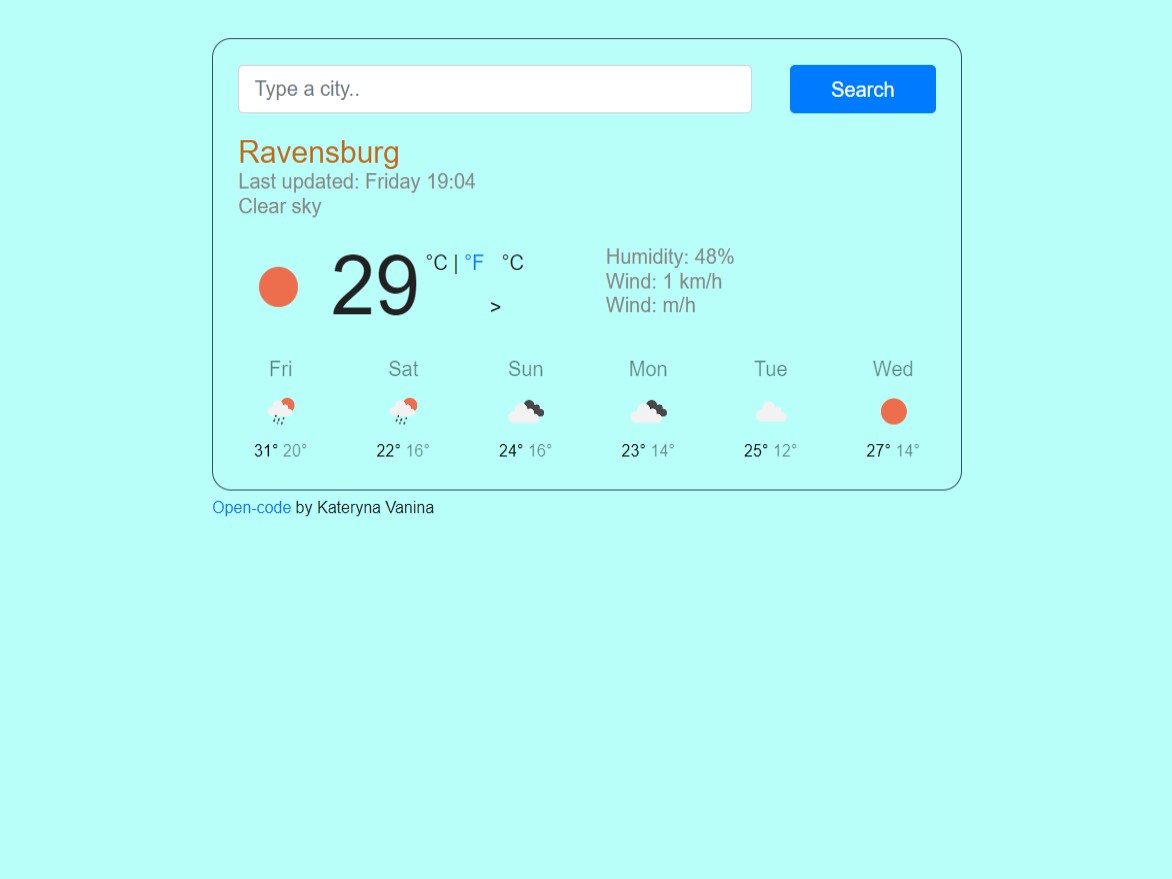 Type a city..
Search
Ravensburg
Last updated: Friday 19:04
Clear sky
29 °C | °F °C
>
Humidity: 48%
Wind: 1 km/h
Wind: m/h
Fri Sat Sun Mon Tue Wed
31° 20° 22° 16° 24° 16° 23° 14° 25° 12° 27° 14°
Open-code by Kateryna Vanina